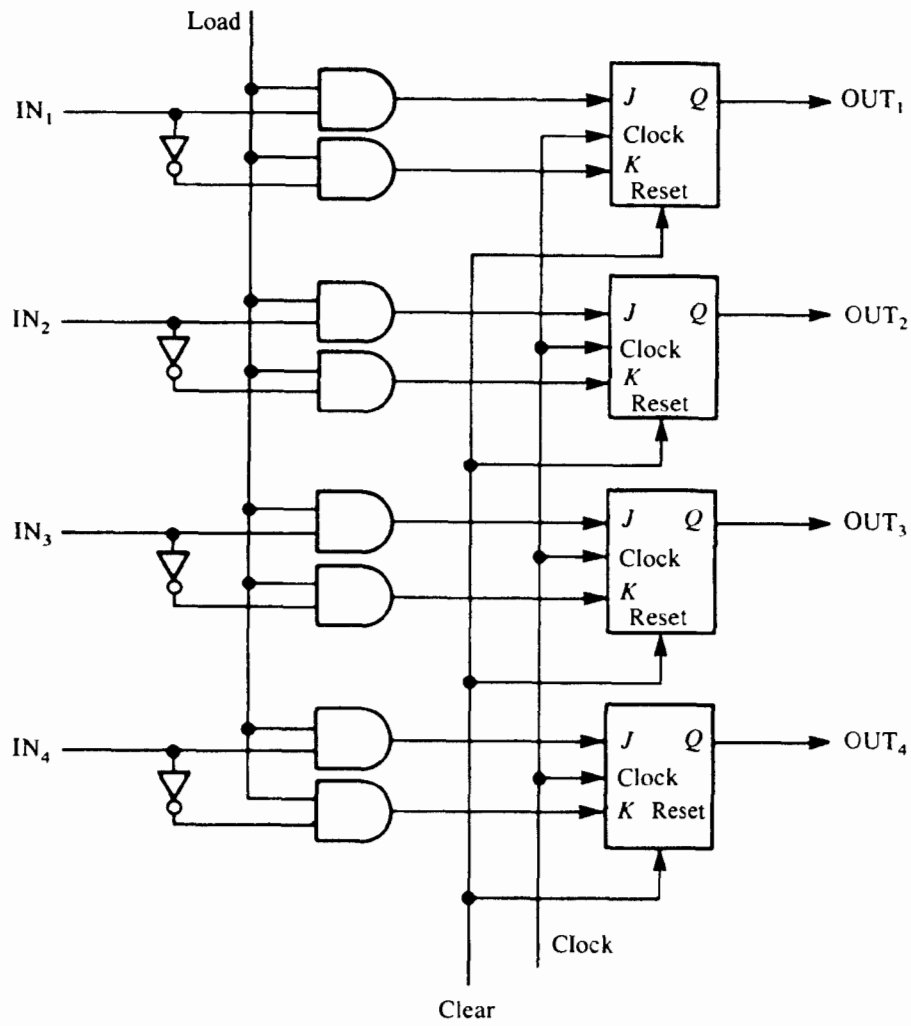 Load
IN₁
J Q
OUT₁
Clock
K
Reset
IN₂
J Q
OUT₂
Clock
K
Reset
IN₃
J Q
OUT₃
Clock
K
Reset
IN₄
J Q
OUT₄
Clock
K Reset
Clock
Clear